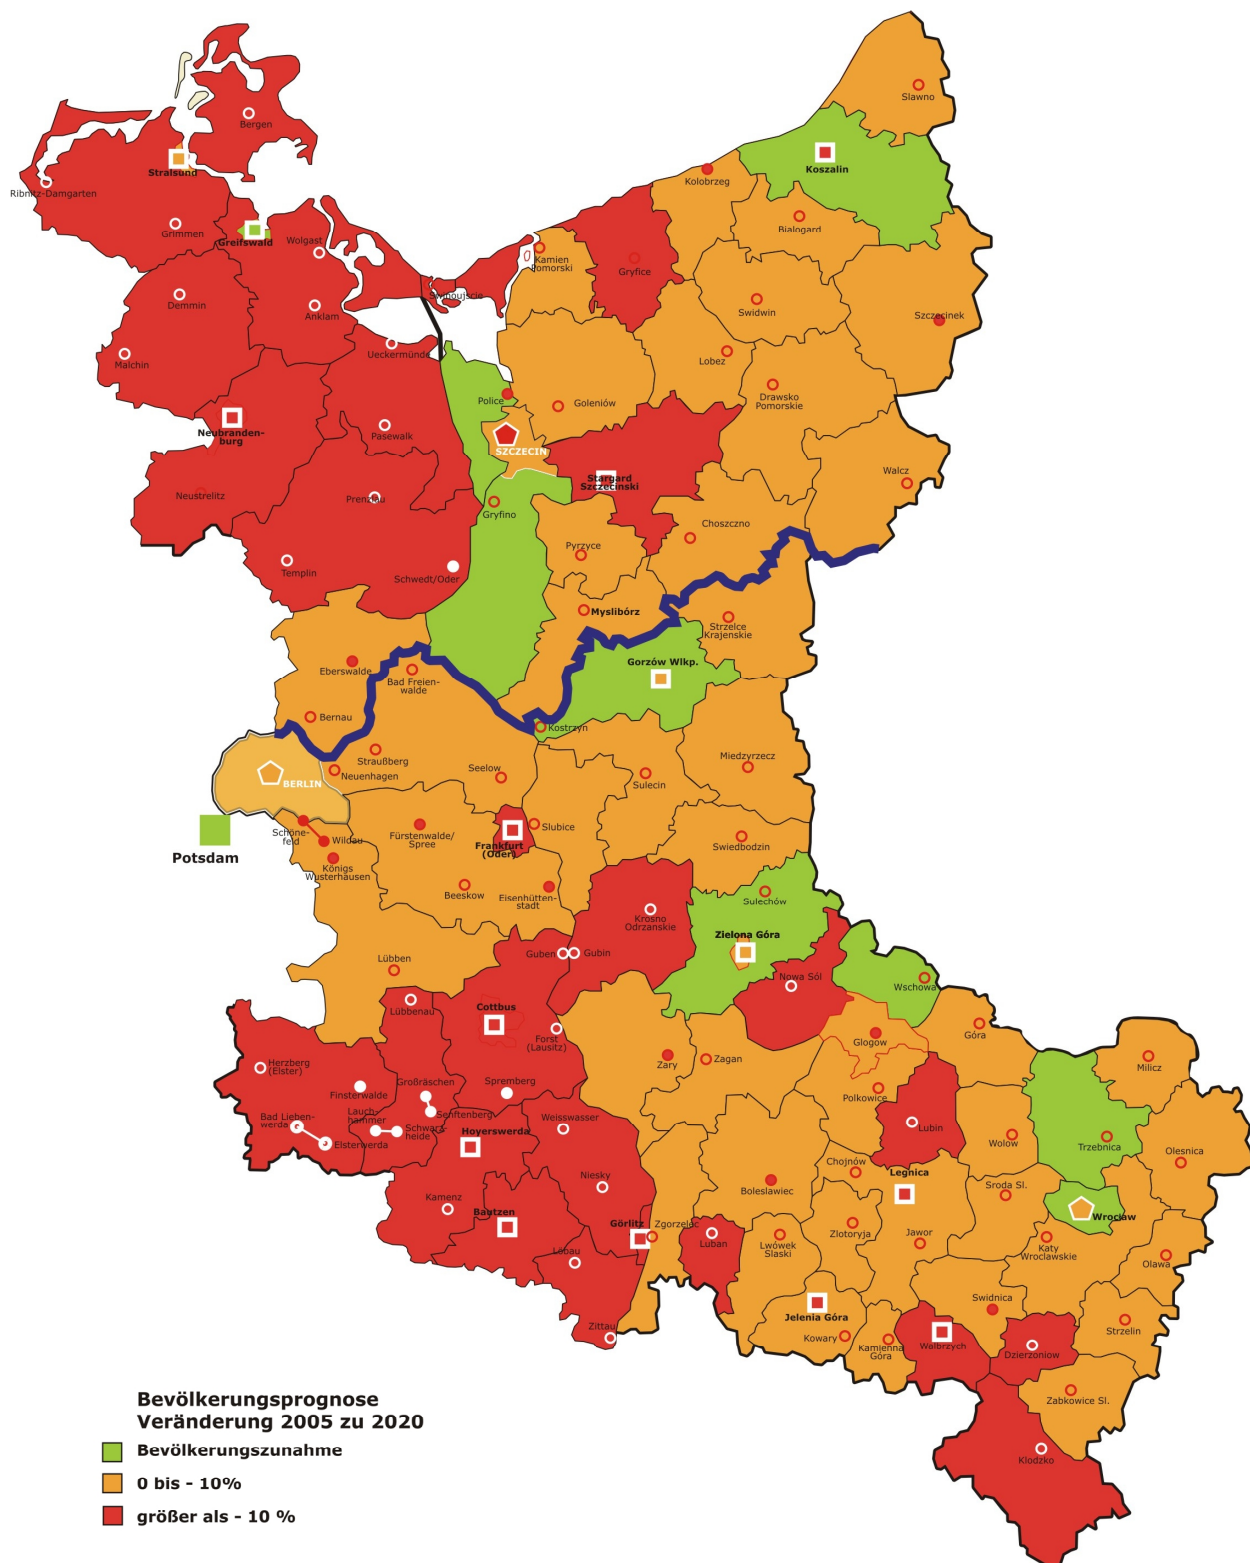 Slawno
Bergen
Koszalin
Stralsund
Kolobrzeg
Ribnitz-Damgarten
Bialogard
Grimmen
Greifswald
Wolgast
Kamien
Pomorski
Gryfice
Swinoujscie
Demmin
Anklam
Swidwin
Szczecinek
Malchin
Ueckermünde
Lobez
Drawsko
Pomorskie
Police
Goleniów
Neubranden-
burg
Pasewalk
SZCZECIN
Stargard
Szczecinski
Walcz
Neustrelitz
Prenzlau
Gryfino
Choszczno
Pyrzyce
Templin
Schwedt/Oder
Myslibórz
Strzelce
Krajenskie
Eberswalde
Bad Freien-
walde
Gorzów Wlkp.
Bernau
Kostrzyn
Straußberg
Neuenhagen
Seelow
Miedzyrzecz
BERLIN
Sulecin
Schöne-
feld
Wildau
Fürstenwalde/
Spree
Frankfurt
(Oder)
Slubice
Swiedbodzin
Potsdam
Königs
Wusterhausen
Beeskow
Eisenhütten-
stadt
Sulechów
Krosno
Odrzanskie
Zielona Góra
Guben
Gubin
Lübben
Nowa Sól
Wschowa
Lübbenau
Cottbus
Forst
(Lausitz)
Glogow
Góra
Herzberg
(Elster)
Zary
Zagan
Milicz
Finsterwalde
Großräschen
Spremberg
Polkowice
Bad Lieben-
werda
Lauch-
hammer
Senftenberg
Schwarz-
heide
Elsterwerda
Hoyerswerda
Weisswasser
Lubin
Wolow
Trzebnica
Olesnica
Chojnów
Legnica
Niesky
Boleslawiec
Sroda Sl.
Kamenz
Bautzen
Görlitz
Zgorzelec
Luban
Lwówek
Slaski
Zlotoryja
Jawor
Wroclaw
Katy
Wroclawskie
Olawa
Löbau
Swidnica
Jelenia Góra
Zittau
Kowary
Kamienna
Góra
Walbrzych
Dzierzoniow
Strzelin
Zabkowice Sl.
Klodzko
Bevölkerungsprognose
Veränderung 2005 zu 2020
Bevölkerungszunahme
0 bis - 10%
größer als - 10 %